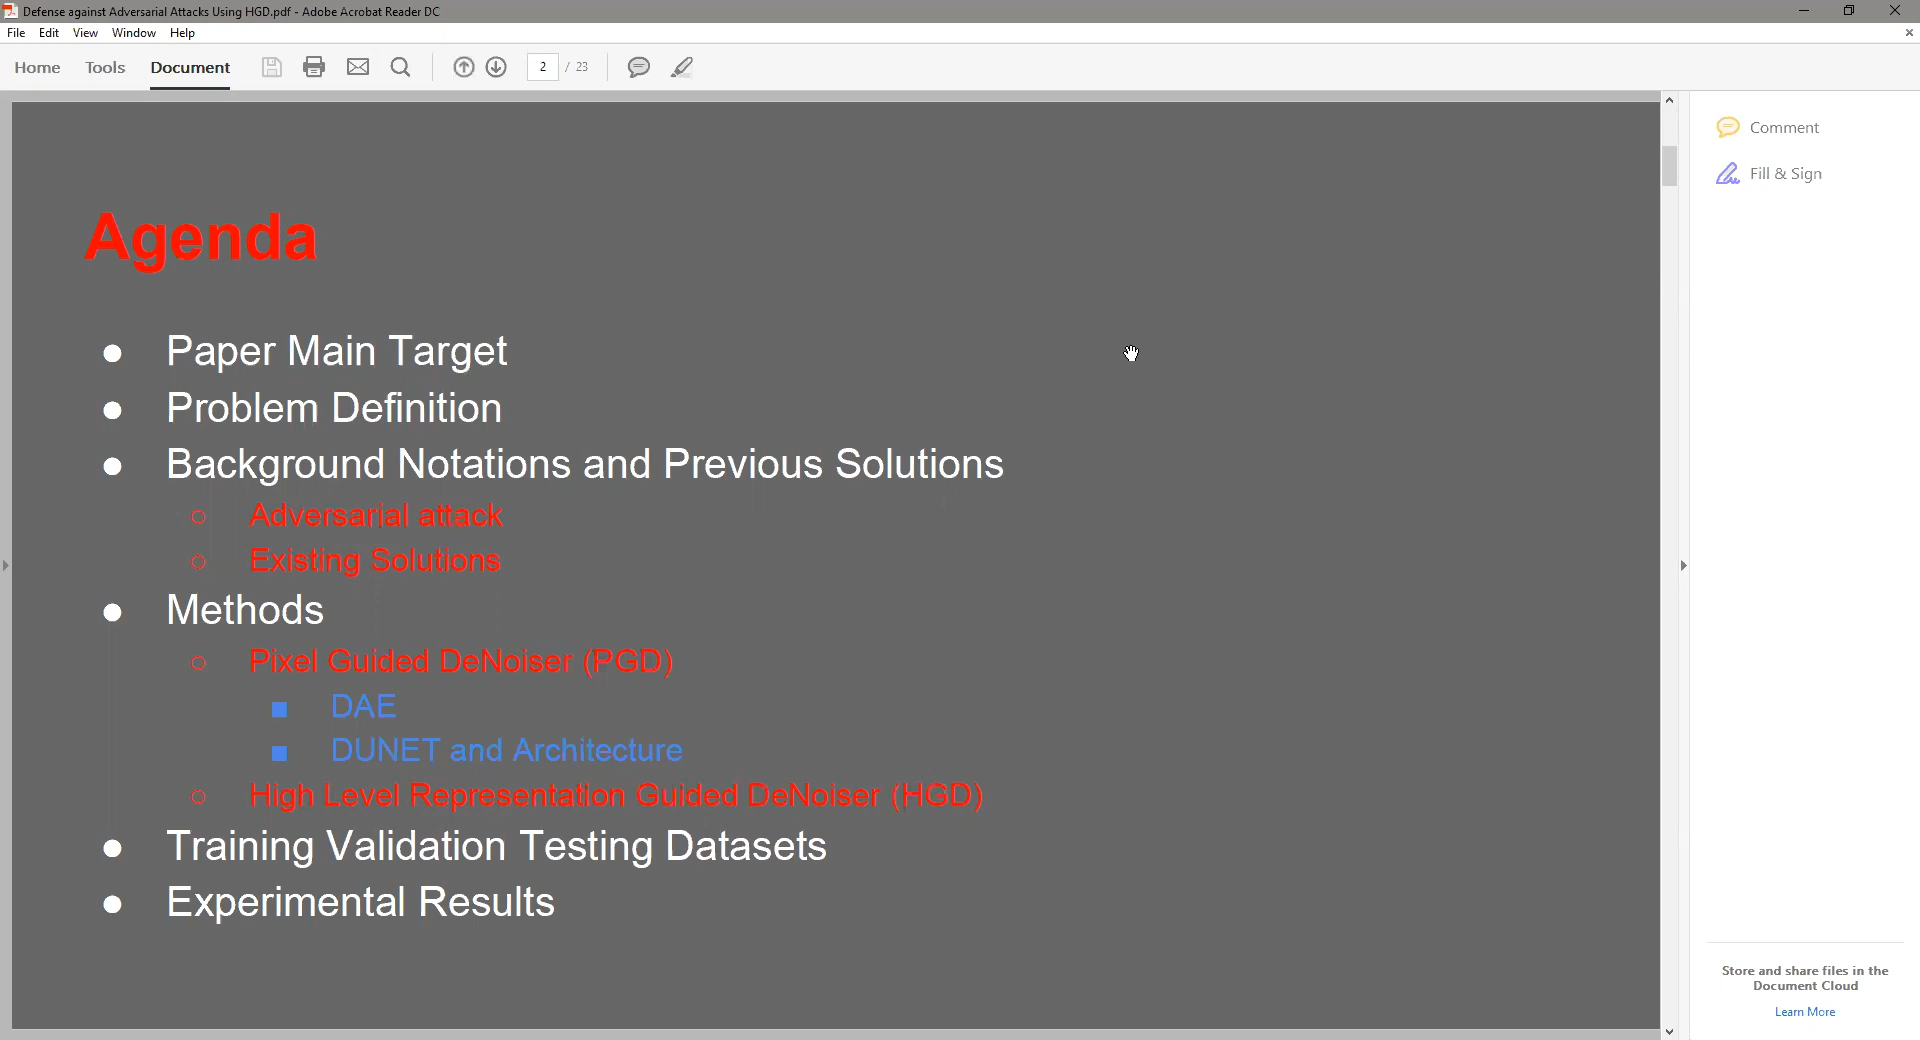 Defense against Adversarial Attacks Using HGD.pdf - Adobe Acrobat Reader DC
File Edit View Window Help
Home Tools Document 2 / 23
Comment
Fill & Sign
Agenda
● Paper Main Target
● Problem Definition
● Background Notations and Previous Solutions
○ Adversarial attack
○ Existing Solutions
● Methods
○ Pixel Guided DeNoiser (PGD)
■ DAE
■ DUNET and Architecture
○ High Level Representation Guided DeNoiser (HGD)
● Training Validation Testing Datasets
● Experimental Results
Store and share files in the
Document Cloud
Learn More